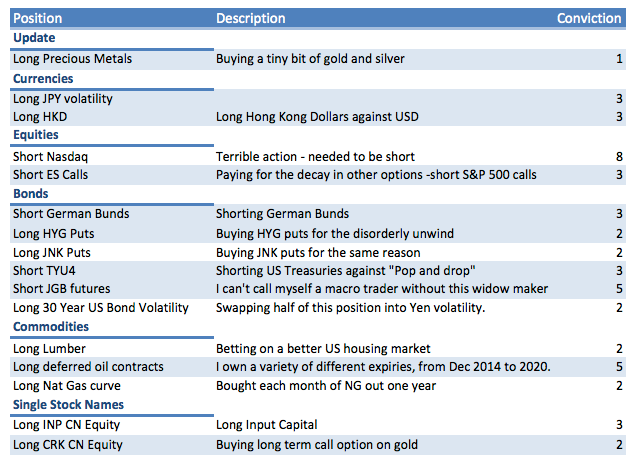 Position Description Conviction
Update
Long Precious Metals Buying a tiny bit of gold and silver 1
Currencies
Long JPY volatility 3
Long HKD Long Hong Kong Dollars against USD 3
Equities
Short Nasdaq Terrible action - needed to be short 8
Short ES Calls Paying for the decay in other options -short S&P 500 calls 3
Bonds
Short German Bunds Shorting German Bunds 3
Long HYG Puts Buying HYG puts for the disorderly unwind 2
Long JNK Puts Buying JNK puts for the same reason 2
Short TYU4 Shorting US Treasuries against "Pop and drop" 3
Short JGB futures I can't call myself a macro trader without this widow maker 5
Long 30 Year US Bond Volatility Swapping half of this position into Yen volatility. 2
Commodities
Long Lumber Betting on a better US housing market 2
Long deferred oil contracts I own a variety of different expiries, from Dec 2014 to 2020. 5
Long Nat Gas curve Bought each month of NG out one year 2
Single Stock Names
Long INP CN Equity Long Input Capital 3
Long CRK CN Equity Buying long term call option on gold 2